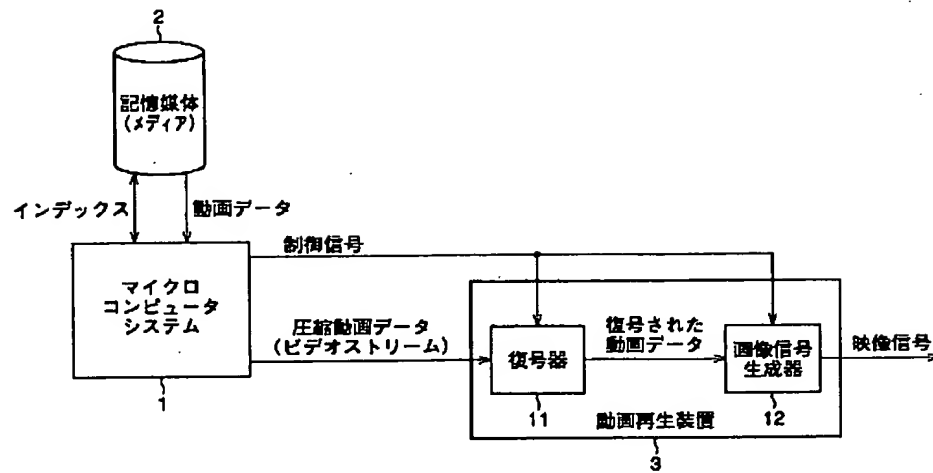 2
記憶媒体
(メディア)
インデックス
動画データ
制御信号
マイクロ
コンピュータ
システム
圧縮動画データ
(ビデオストリーム)
復号器
復号された
動画データ
画像信号
生成器
映像信号
1
11
動画再生装置
12
3